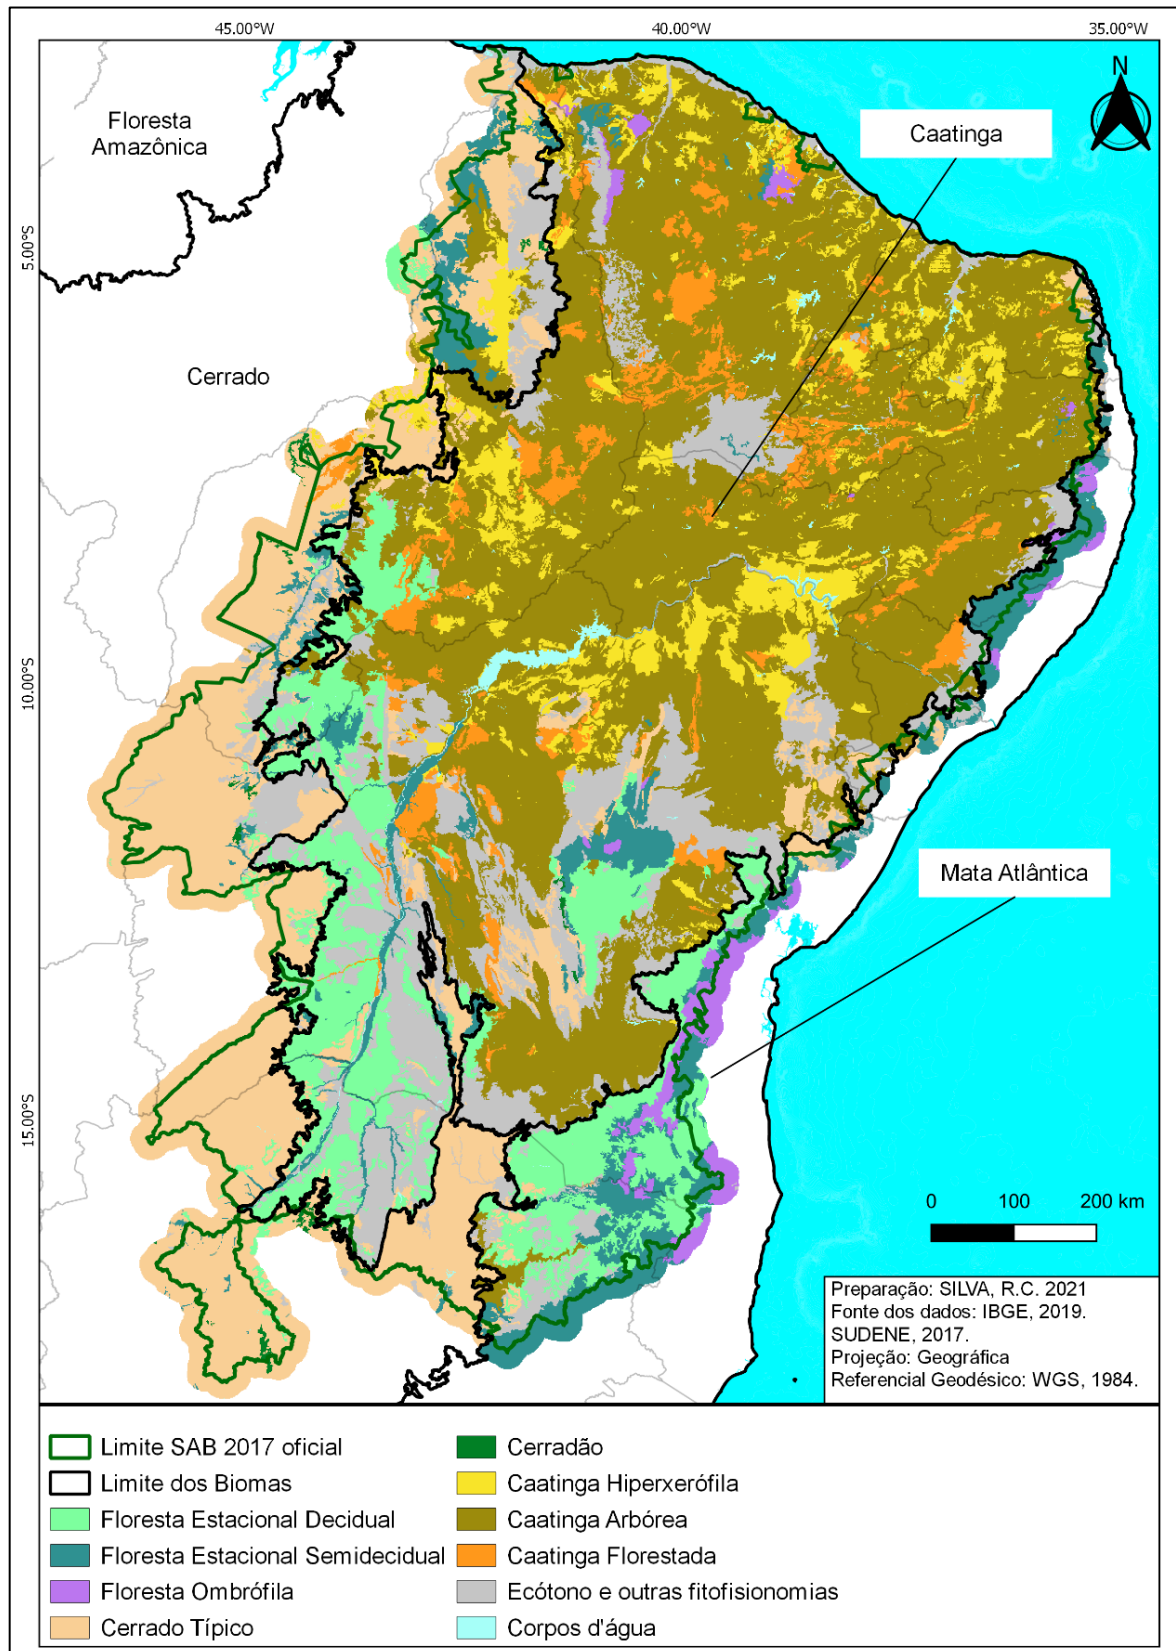 45.00°W
40.00°W
35.00°W
N
Floresta
Amazônica
Caatinga
5.00°S
Cerrado
10.00°S
Mata Atlântica
15.00°S
0 100 200 km
Preparação: SILVA, R.C. 2021
Fonte dos dados: IBGE, 2019.
SUDENE, 2017.
Projeção: Geográfica
Referencial Geodésico: WGS, 1984.
Limite SAB 2017 oficial
Limite dos Biomas
Floresta Estacional Decidual
Floresta Estacional Semidecidual
Floresta Ombrófila
Cerrado Típico
Cerradão
Caatinga Hiperxerófila
Caatinga Arbórea
Caatinga Florestada
Ecótono e outras fitofisionomias
Corpos d'água